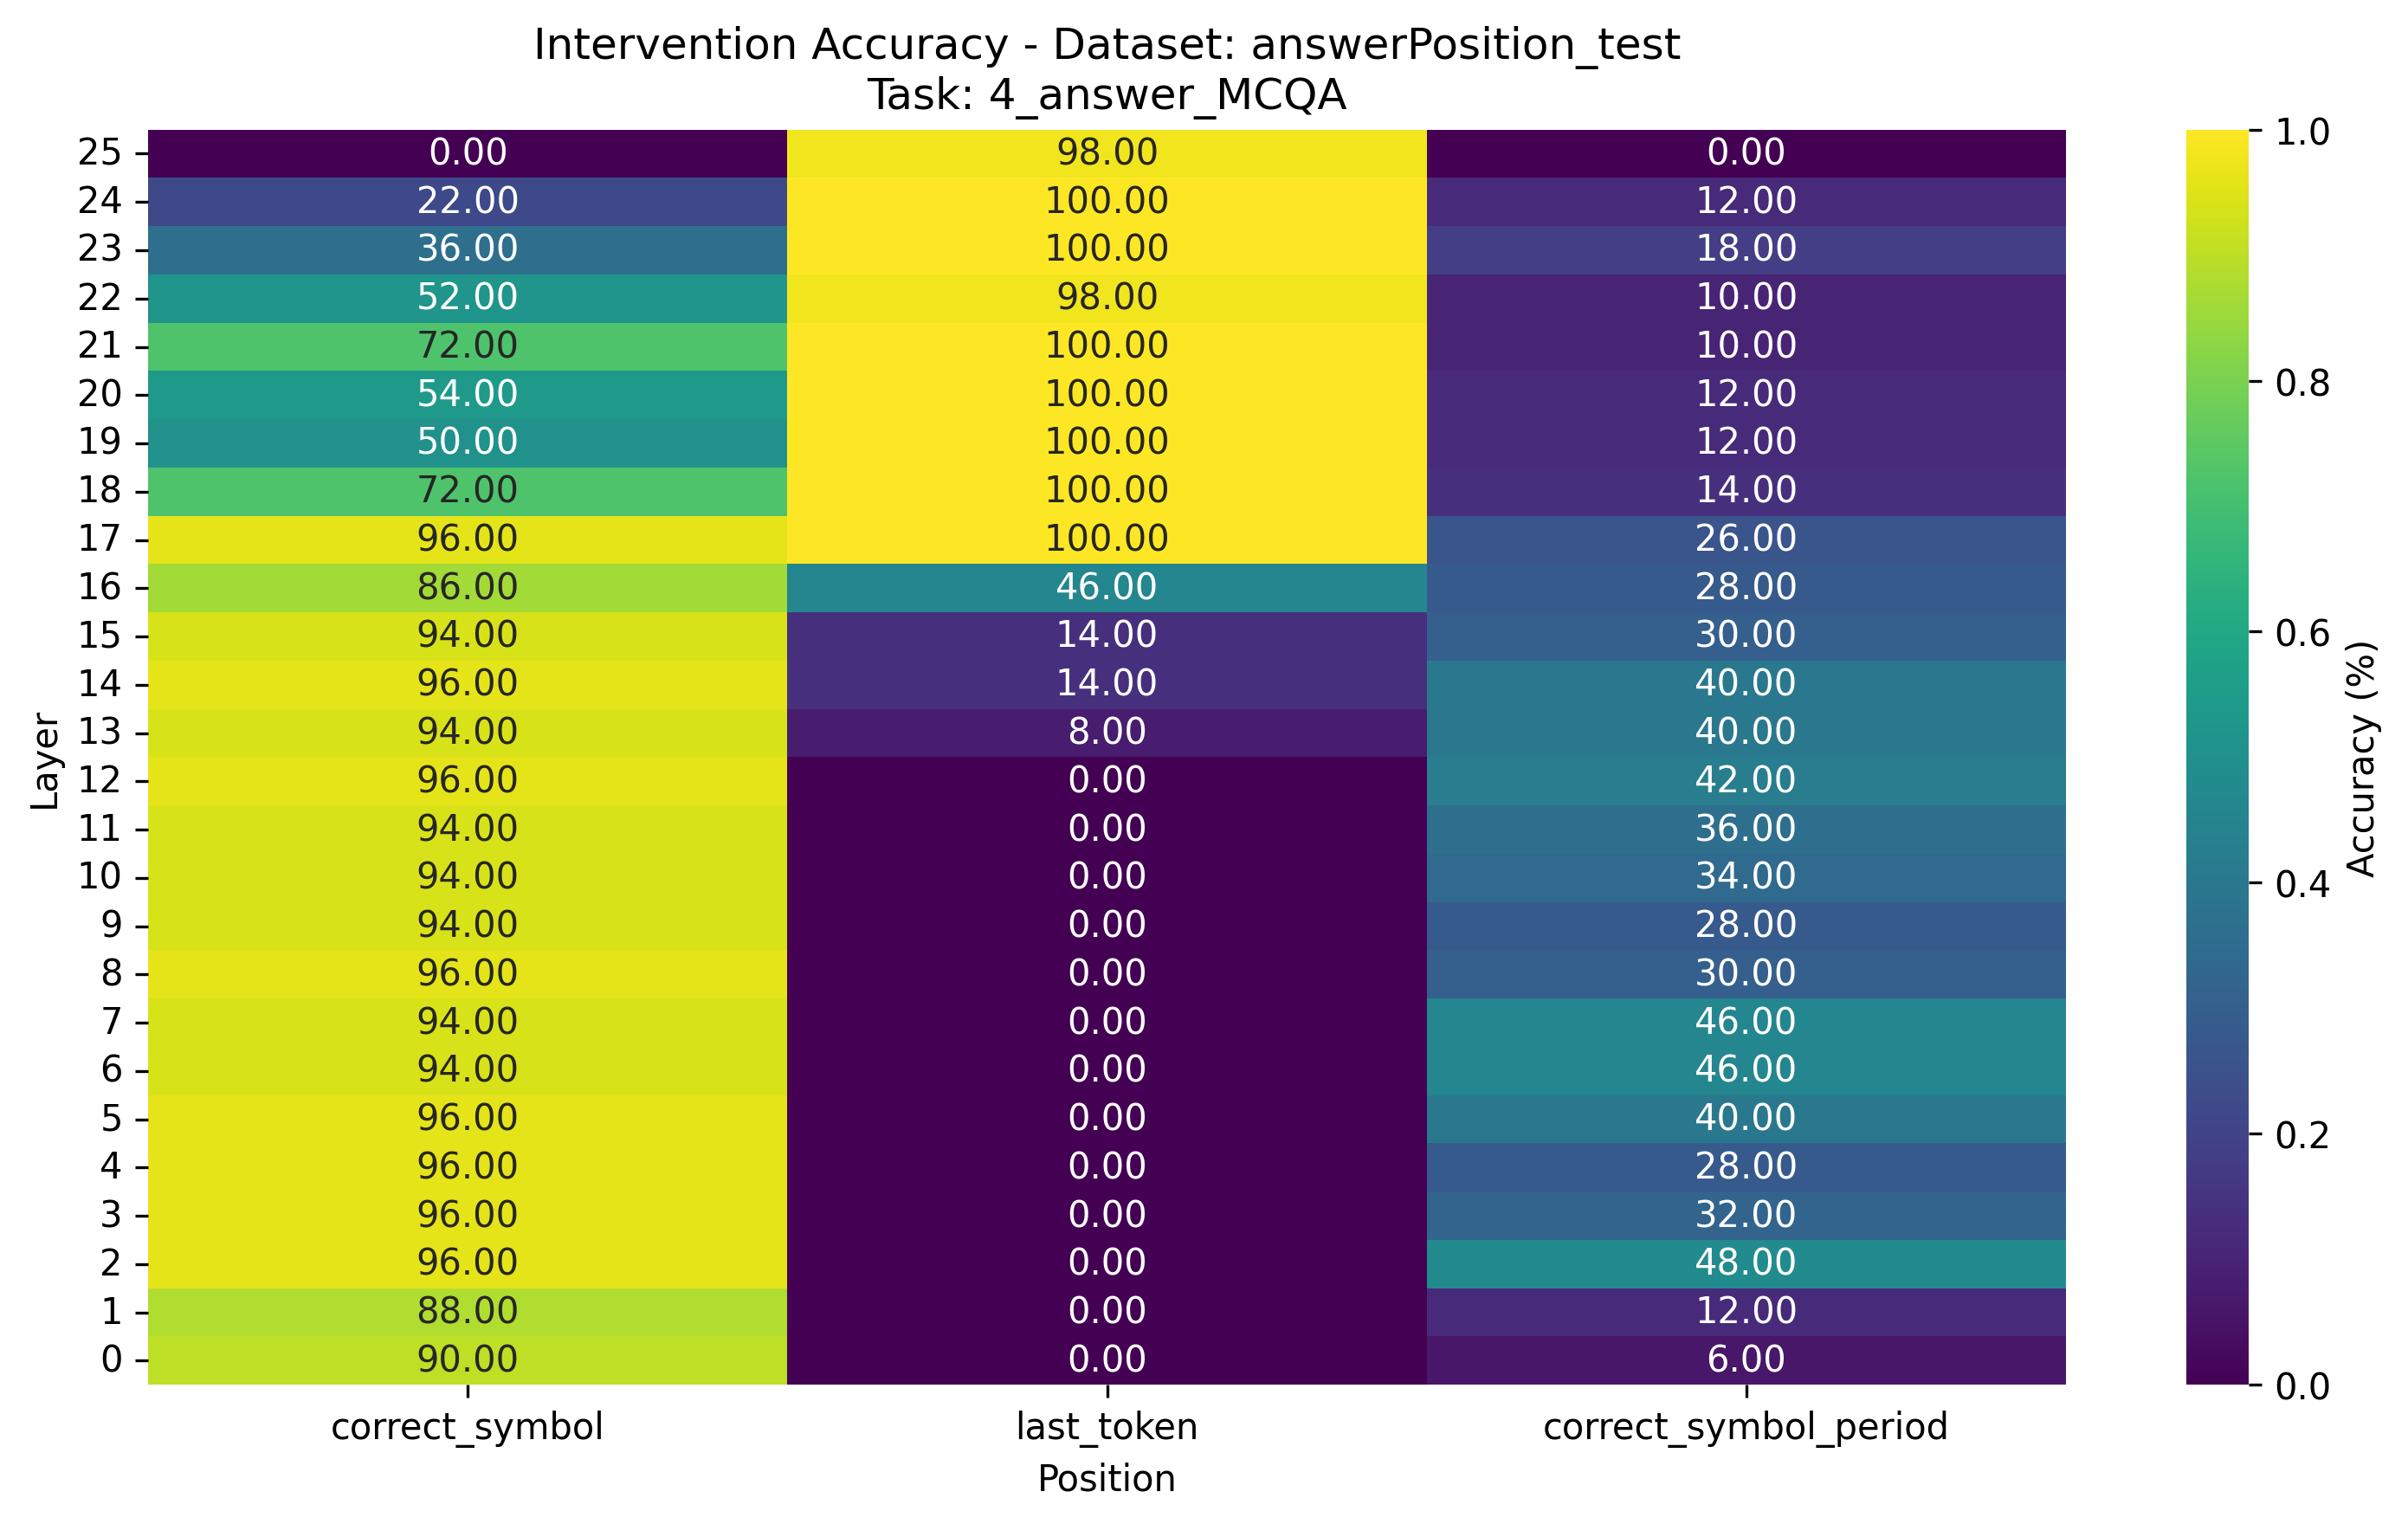 Intervention Accuracy - Dataset: answerPosition_test
Task: 4_answer_MCQA
25 0.00 98.00 0.00
24 22.00 100.00 12.00
23 36.00 100.00 18.00
22 52.00 98.00 10.00
21 72.00 100.00 10.00
20 54.00 100.00 12.00
19 50.00 100.00 12.00
18 72.00 100.00 14.00
17 96.00 100.00 26.00
16 86.00 46.00 28.00
15 94.00 14.00 30.00
14 96.00 14.00 40.00
13 94.00 8.00 40.00
12 96.00 0.00 42.00
11 94.00 0.00 36.00
10 94.00 0.00 34.00
9 94.00 0.00 28.00
8 96.00 0.00 30.00
7 94.00 0.00 46.00
6 94.00 0.00 46.00
5 96.00 0.00 40.00
4 96.00 0.00 28.00
3 96.00 0.00 32.00
2 96.00 0.00 48.00
1 88.00 0.00 12.00
0 90.00 0.00 6.00
Layer
correct_symbol last_token correct_symbol_period
Position
1.0
0.8
0.6
0.4
0.2
0.0
Accuracy (%)